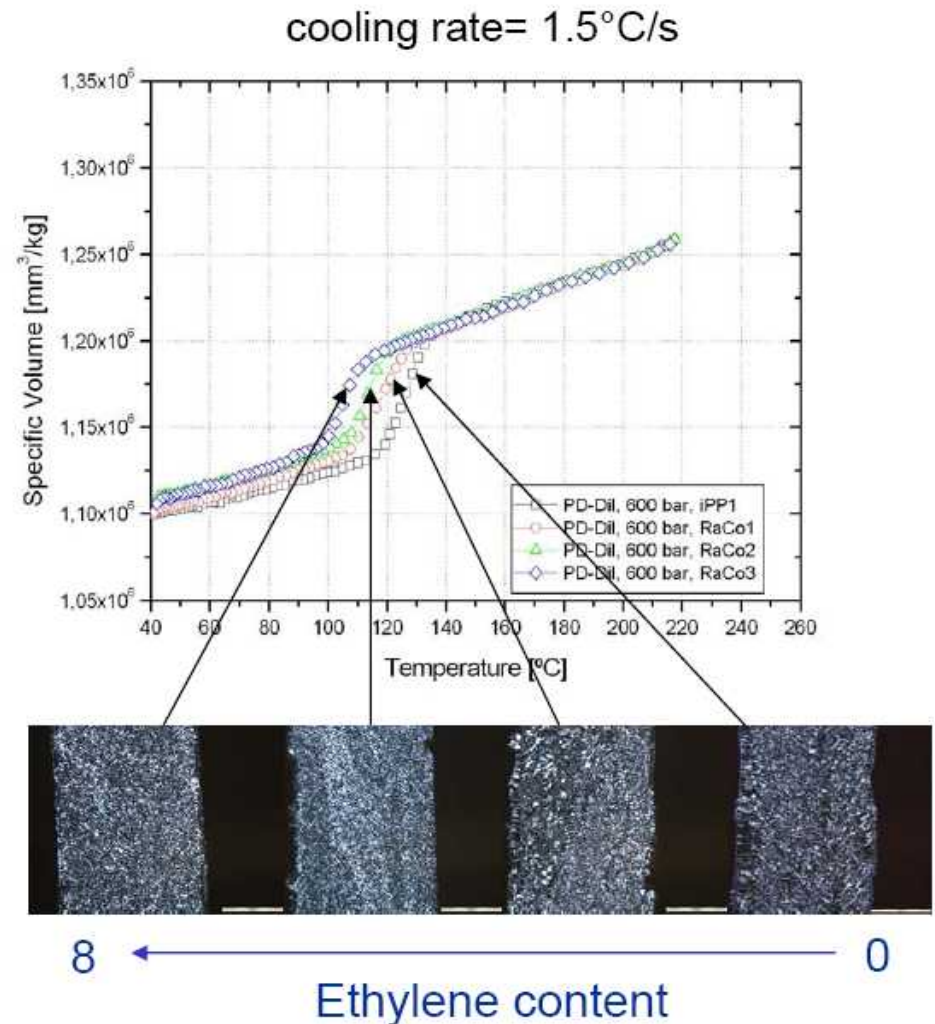 cooling rate= 1.5°C/s
1,35x10⁶
1,30x10⁶
1,25x10⁶
1,20x10⁶
1,15x10⁶
1,10x10⁶
1,05x10⁶
Specific Volume [mm³/kg]
PD-Dil, 600 bar, iPP1
PD-Dil, 600 bar, RaCo1
PD-Dil, 600 bar, RaCo2
PD-Dil, 600 bar, RaCo3
40 60 80 100 120 140 160 180 200 220 240 260
Temperature [ºC]
8 0
Ethylene content